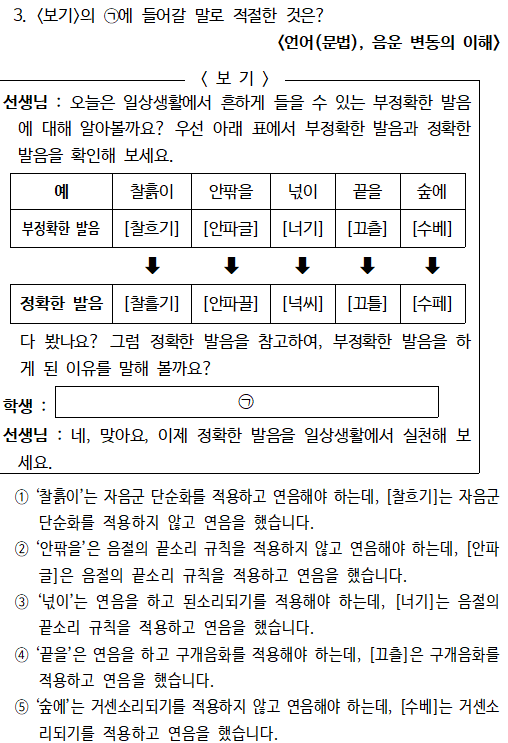 3. <보기>의 ㉠에 들어갈 말로 적절한 것은?
<언어(문법), 음운 변동의 이해>
< 보 기 >
선생님 : 오늘은 일상생활에서 흔하게 들을 수 있는 부정확한 발음
에 대해 알아볼까요? 우선 아래 표에서 부정확한 발음과 정확한
발음을 확인해 보세요.
예 찰흙이 안팎을 넋이 끝을 숲에
부정확한 발음 [찰흐기] [안파글] [너기] [끄츨] [수베]
정확한 발음 [찰흘기] [안파끌] [넉씨] [끄틀] [수페]
다 봤나요? 그럼 정확한 발음을 참고하여, 부정확한 발음을 하
게 된 이유를 말해 볼까요?
학생 : ㉠
선생님 : 네, 맞아요, 이제 정확한 발음을 일상생활에서 실천해 보
세요.
① ‘찰흙이’는 자음군 단순화를 적용하고 연음해야 하는데, [찰흐기]는 자음군
단순화를 적용하지 않고 연음을 했습니다.
② ‘안팎을’은 음절의 끝소리 규칙을 적용하지 않고 연음해야 하는데, [안파
글]은 음절의 끝소리 규칙을 적용하고 연음을 했습니다.
③ ‘넋이’는 연음을 하고 된소리되기를 적용해야 하는데, [너기]는 음절의
끝소리 규칙을 적용하고 연음을 했습니다.
④ ‘끝을’은 연음을 하고 구개음화를 적용해야 하는데, [끄츨]은 구개음화를
적용하고 연음을 했습니다.
⑤ ‘숲에’는 거센소리되기를 적용하지 않고 연음해야 하는데, [수베]는 거센소
리되기를 적용하고 연음을 했습니다.